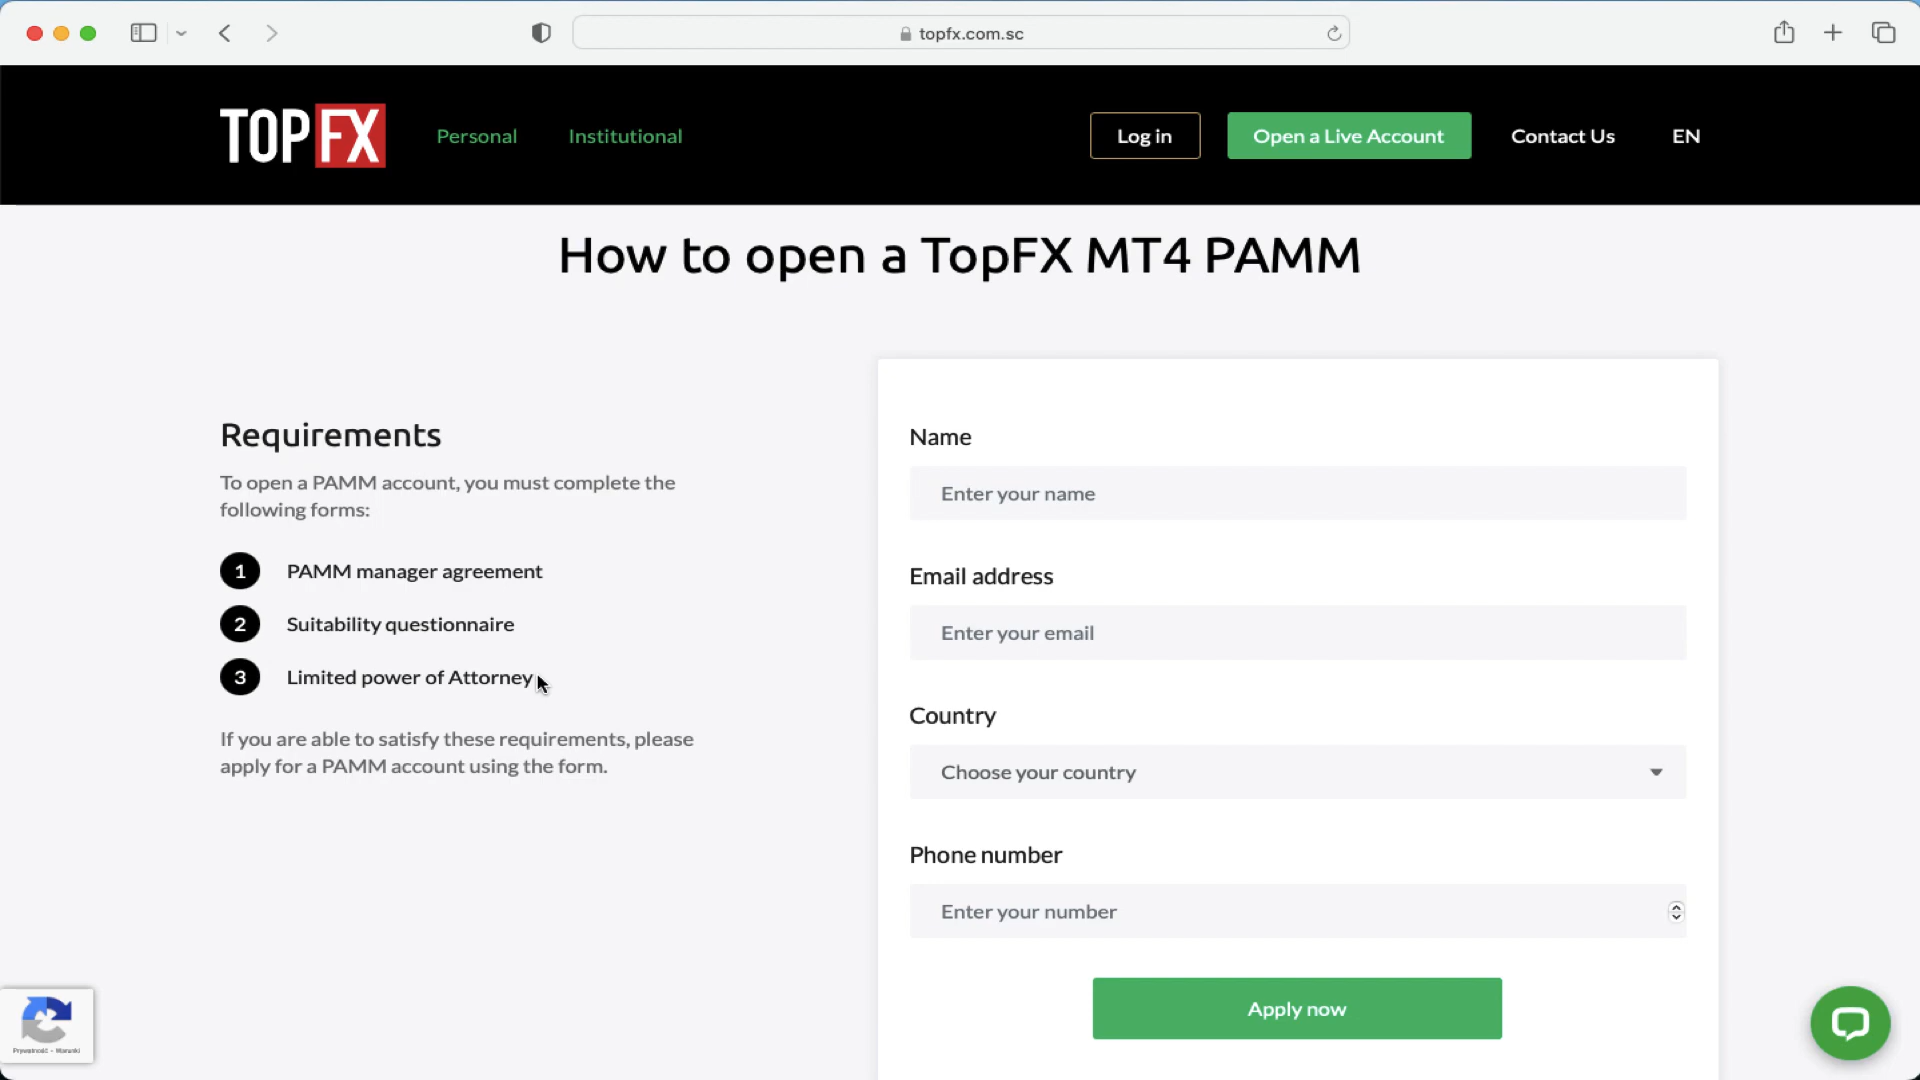 topfx.com.sc
TOPFX
Personal
Institutional
Log in
Open a Live Account
Contact Us
EN
How to open a TopFX MT4 PAMM
Requirements
To open a PAMM account, you must complete the
following forms:
1 PAMM manager agreement
2 Suitability questionnaire
3 Limited power of Attorney
If you are able to satisfy these requirements, please
apply for a PAMM account using the form.
Name
Enter your name
Email address
Enter your email
Country
Choose your country
Phone number
Enter your number
Apply now
Prywatność - Warunki